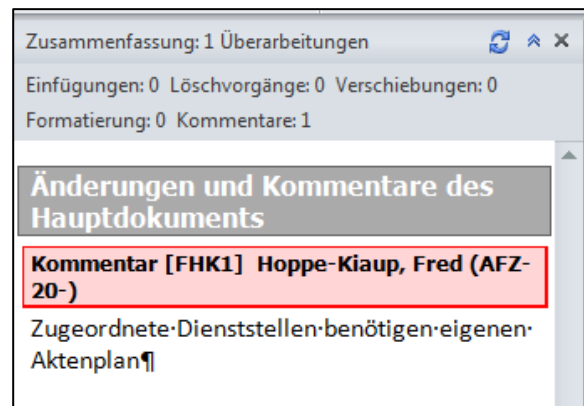 Zusammenfassung: 1 Überarbeitungen
Einfügungen: 0 Löschvorgänge: 0 Verschiebungen: 0
Formatierung: 0 Kommentare: 1
Änderungen und Kommentare des
Hauptdokuments
Kommentar [FHK1] Hoppe-Kiaup, Fred (AFZ-
20-)
Zugeordnete·Dienststellen·benötigen·eigenen·
Aktenplan¶